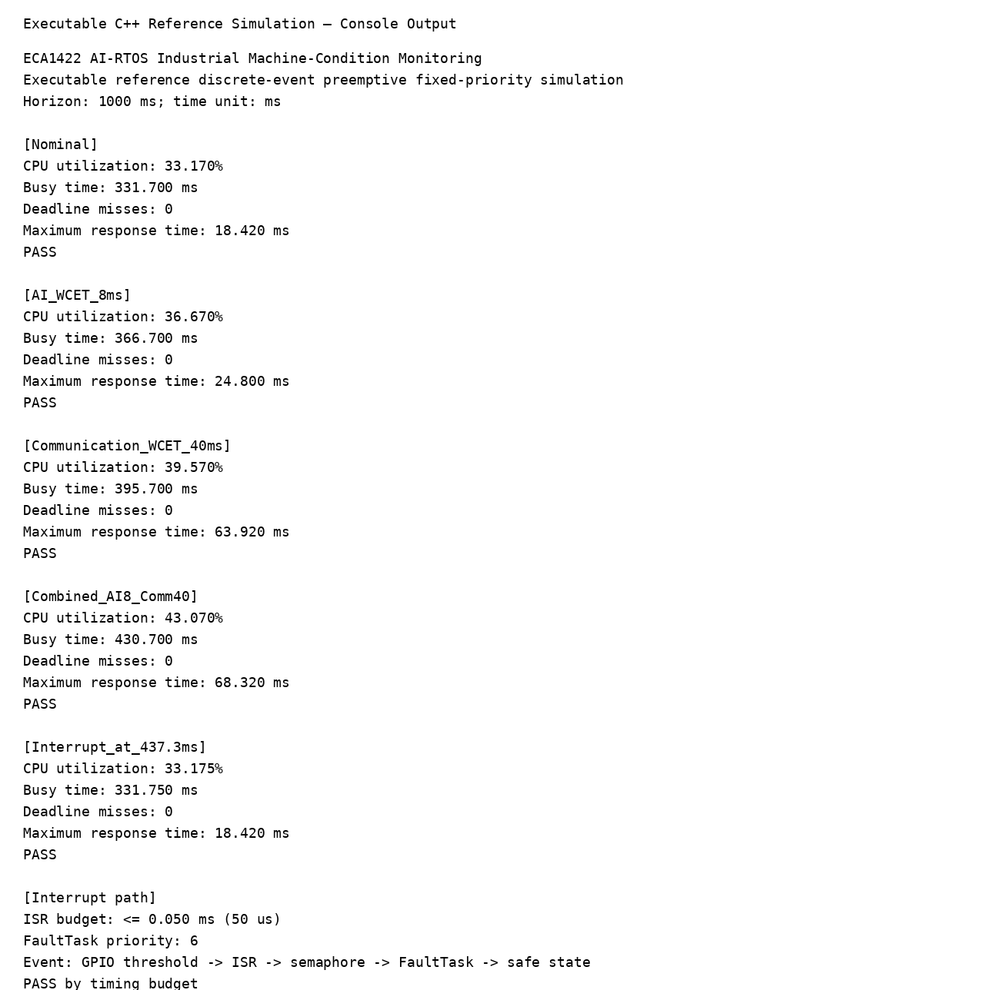 Executable C++ Reference Simulation — Console Output
ECA1422 AI-RTOS Industrial Machine-Condition Monitoring
Executable reference discrete-event preemptive fixed-priority simulation
Horizon: 1000 ms; time unit: ms
[Nominal]
CPU utilization: 33.170%
Busy time: 331.700 ms
Deadline misses: 0
Maximum response time: 18.420 ms
PASS
[AI_WCET_8ms]
CPU utilization: 36.670%
Busy time: 366.700 ms
Deadline misses: 0
Maximum response time: 24.800 ms
PASS
[Communication_WCET_40ms]
CPU utilization: 39.570%
Busy time: 395.700 ms
Deadline misses: 0
Maximum response time: 63.920 ms
PASS
[Combined_AI8_Comm40]
CPU utilization: 43.070%
Busy time: 430.700 ms
Deadline misses: 0
Maximum response time: 68.320 ms
PASS
[Interrupt_at_437.3ms]
CPU utilization: 33.175%
Busy time: 331.750 ms
Deadline misses: 0
Maximum response time: 18.420 ms
PASS
[Interrupt path]
ISR budget: <= 0.050 ms (50 us)
FaultTask priority: 6
Event: GPIO threshold -> ISR -> semaphore -> FaultTask -> safe state
PASS by timing budget